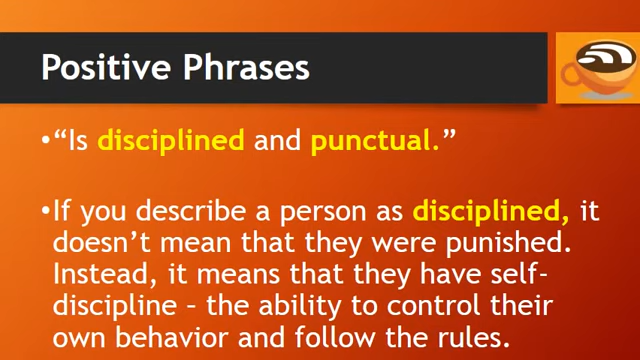 Positive Phrases
•“Is disciplined and punctual.”
•If you describe a person as disciplined, it
doesn’t mean that they were punished.
Instead, it means that they have self-
discipline – the ability to control their
own behavior and follow the rules.